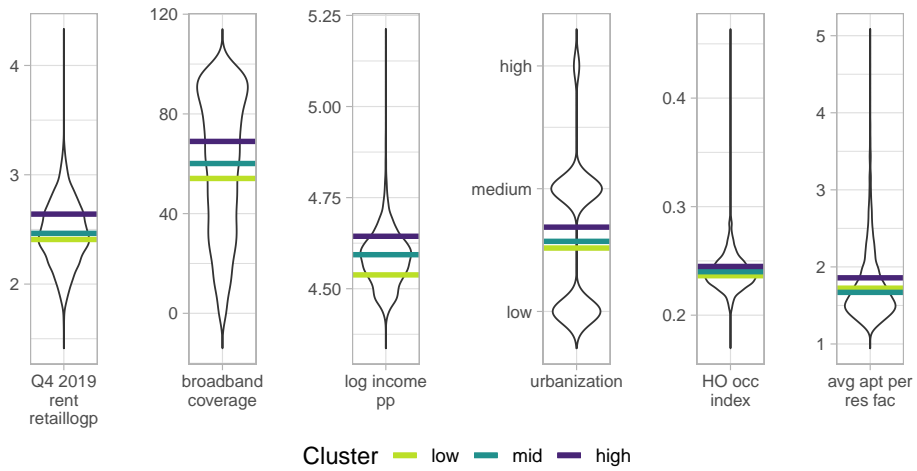 4
3
2
120
80
40
0
5.25
5.00
4.75
4.50
high
medium
low
0.4
0.3
0.2
5
4
3
2
1
Q4 2019
rent
retaillogp
broadband
coverage
log income
pp
urbanization
HO occ
index
avg apt per
res fac
Cluster low mid high